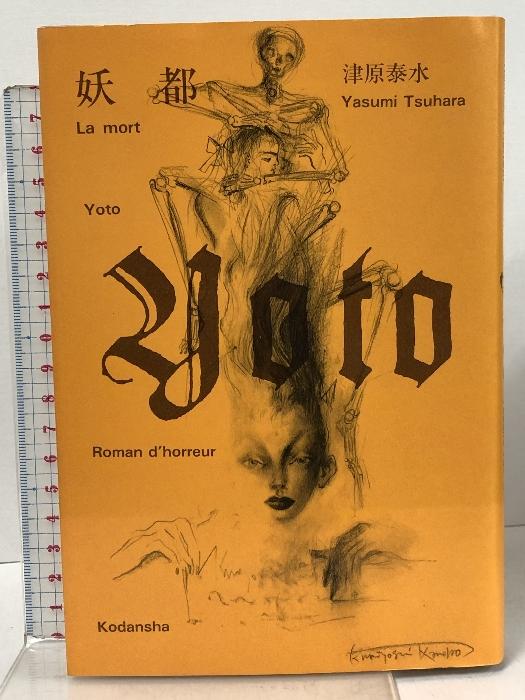 妖都
津原泰水
Yasumi Tsuhara
La mort
Yoto
Yoto
Roman d'horreur
Kodansha